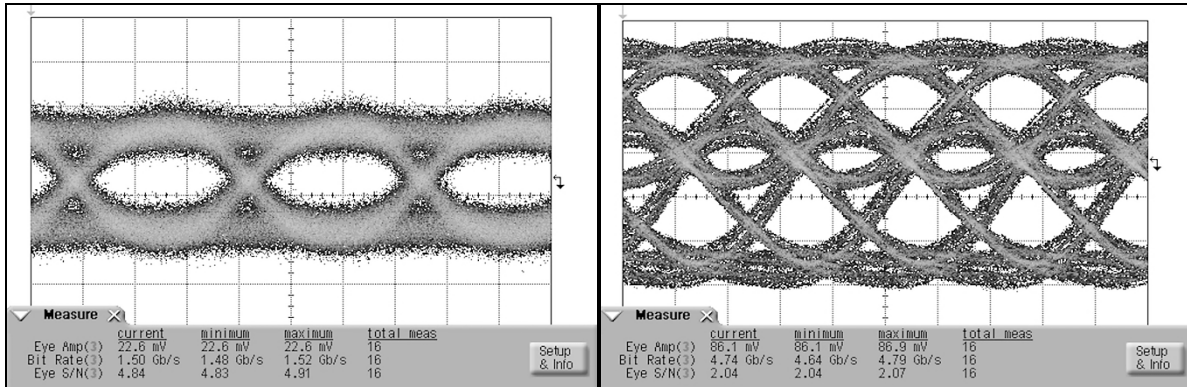 Measure
current minimum maximum total meas
Eye Amp(3) 22.6 mV 22.6 mV 22.6 mV 16
Bit Rate(3) 1.50 Gb/s 1.48 Gb/s 1.52 Gb/s 16
Eye S/N(3) 4.84 4.83 4.91 16
Setup
& Info
Measure
current minimum maximum total meas
Eye Amp(3) 86.1 mV 86.1 mV 86.9 mV 16
Bit Rate(3) 4.74 Gb/s 4.64 Gb/s 4.79 Gb/s 16
Eye S/N(3) 2.04 2.04 2.07 16
Setup
& Info